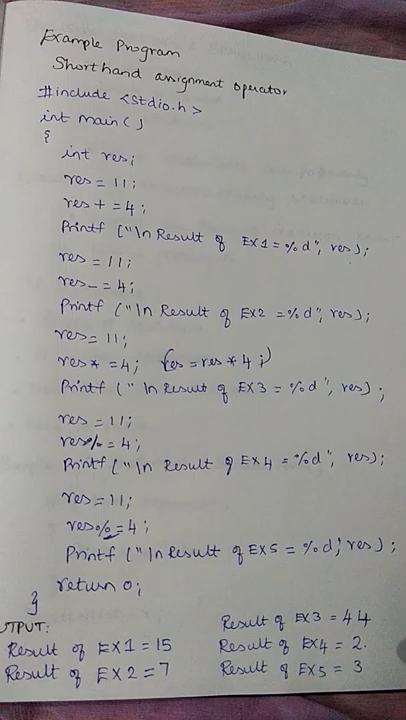 Example Program
Shorthand assignment operator
#include <stdio.h>
int main()
{
int res;
res = 11;
res + = 4;
Printf ("\n Result of EX1 = %d", res);
res = 11;
res - = 4;
Printf ("\n Result of EX2 = %d", res);
res = 11;
res * = 4; (res = res * 4;)
Printf ("\n Result of EX3 = %d", res);
res = 11;
res% = 4;
Printf ("\n Result of EX4 = %d", res);
res = 11;
res% = 4;
Printf ("\n Result of EX5 = %d", res);
return 0;
}
UTPUT:
Result of EX1 = 15
Result of EX2 = 7
Result of EX3 = 44
Result of EX4 = 2.
Result of EX5 = 3